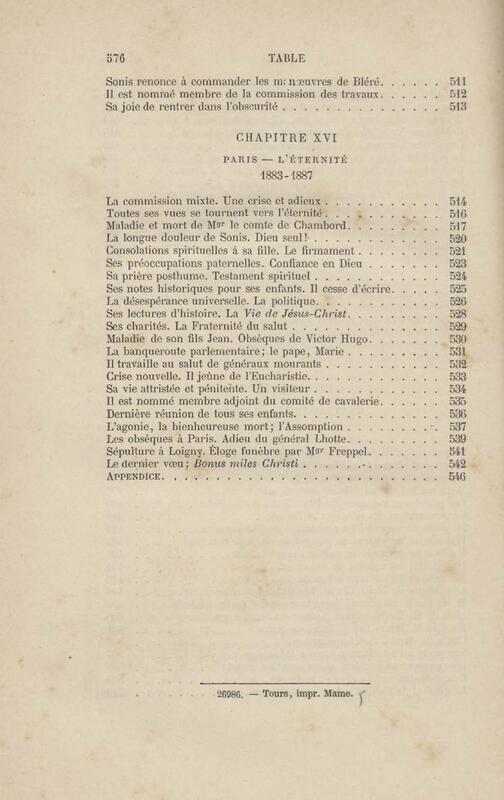 576 TABLE
Sonis renonce à commander les manœuvres de Bléré. . . . . . 511
Il est nommé membre de la commission des travaux. . . . . . 512
Sa joie de rentrer dans l'obscurité . . . . . . . . . . . . . . 513
CHAPITRE XVI
PARIS — L'ÉTERNITÉ
1883-1887
La commission mixte. Une crise et adieux . . . . . . . . . . 514
Toutes ses vues se tournent vers l'éternité. . . . . . . . . . 516
Maladie et mort de Mgr le comte de Chambord. . . . . . . . 517
La longue douleur de Sonis. Dieu seul! . . . . . . . . . . . 520
Consolations spirituelles à sa fille. Le firmament . . . . . . . 521
Ses préoccupations paternelles. Confiance en Dieu . . . . . . 523
Sa prière posthume. Testament spirituel . . . . . . . . . . . 524
Ses notes historiques pour ses enfants. Il cesse d'écrire. . . . . 525
La désespérance universelle. La politique. . . . . . . . . . . 526
Ses lectures d'histoire. La Vie de Jésus-Christ. . . . . . . . . 528
Ses charités. La Fraternité du salut . . . . . . . . . . . . . 529
Maladie de son fils Jean. Obsèques de Victor Hugo. . . . . . . 530
La banqueroute parlementaire; le pape, Marie . . . . . . . . 531
Il travaille au salut de généraux mourants . . . . . . . . . . 532
Crise nouvelle. Il jeûne de l'Eucharistie. . . . . . . . . . . . 533
Sa vie attristée et pénitente. Un visiteur . . . . . . . . . . . 534
Il est nommé membre adjoint du comité de cavalerie. . . . . . 535
Dernière réunion de tous ses enfants. . . . . . . . . . . . . 536
L'agonie, la bienheureuse mort; l'Assomption . . . . . . . . . 537
Les obsèques à Paris. Adieu du général Lhotte. . . . . . . . . 539
Sépulture à Loigny. Éloge funèbre par Mgr Freppel. . . . . . . 541
Le dernier vœu; Bonus miles Christi . . . . . . . . . . . . 542
APPENDICE. . . . . . . . . . . . . . . . . . . . . . . . 546
26986. — Tours, impr. Mame.